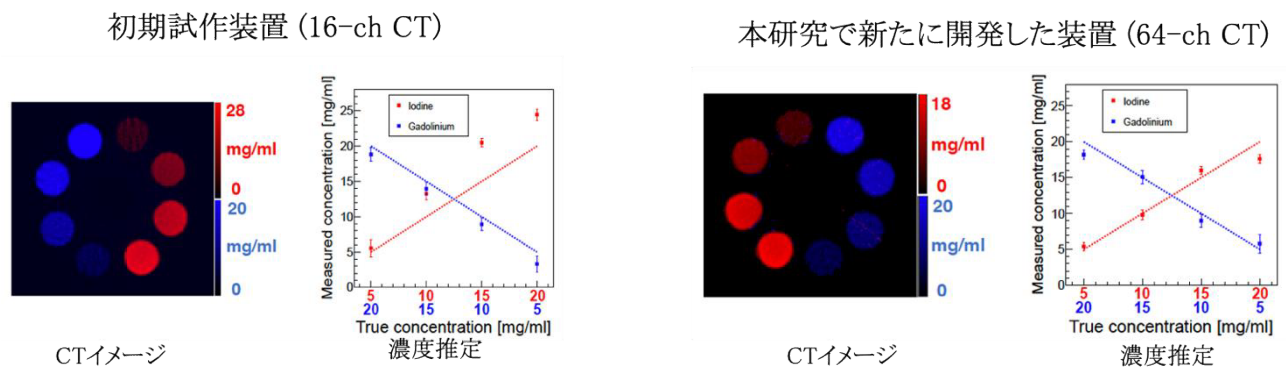 初期試作装置 (16-ch CT)
28
mg/ml
0
20
mg/ml
0
CTイメージ
Measured concentration [mg/ml]
25
20
15
10
5
0
Iodine
Gadolinium
5 10 15 20
20 15 10 5
True concentration [mg/ml]
濃度推定
本研究で新たに開発した装置 (64-ch CT)
18
mg/ml
0
20
mg/ml
0
CTイメージ
Measured concentration [mg/ml]
25
20
15
10
5
0
Iodine
Gadolinium
5 10 15 20
20 15 10 5
True concentration [mg/ml]
濃度推定